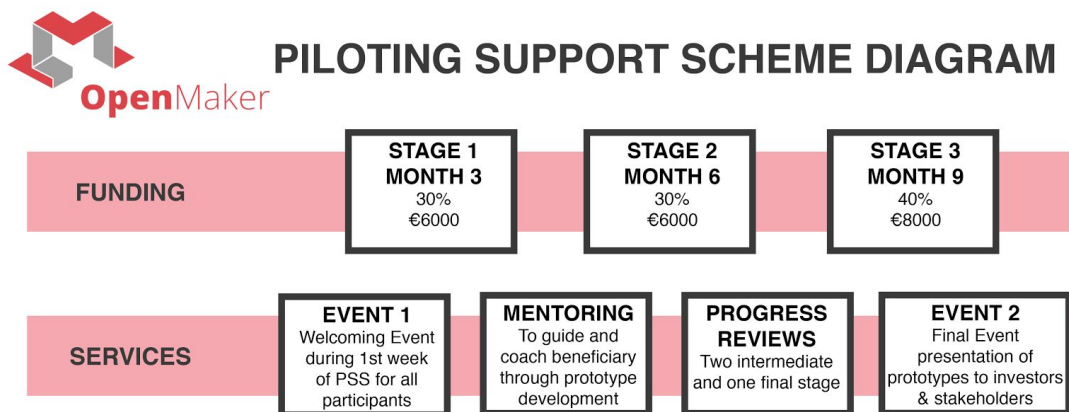 PILOTING SUPPORT SCHEME DIAGRAM
OpenMaker
FUNDING
STAGE 1
MONTH 3
30%
€6000
STAGE 2
MONTH 6
30%
€6000
STAGE 3
MONTH 9
40%
€8000
SERVICES
EVENT 1
Welcoming Event
during 1st week
of PSS for all
participants
MENTORING
To guide and
coach beneficiary
through prototype
development
PROGRESS
REVIEWS
Two intermediate
and one final stage
EVENT 2
Final Event
presentation of
prototypes to investors
& stakeholders